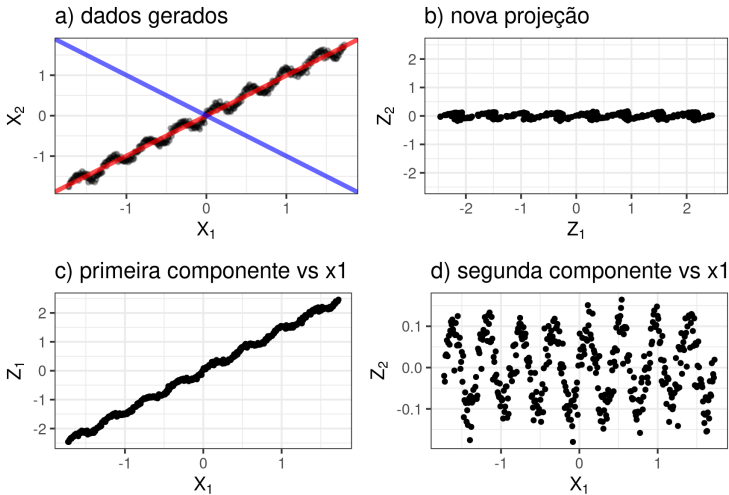 a) dados gerados
b) nova projeção
X₂
1
0
-1
-1
0
1
X₁
Z₂
2
1
0
-1
-2
-2
-1
0
1
2
Z₁
c) primeira componente vs x1
d) segunda componente vs x1
Z₁
2
1
0
-1
-2
-1
0
1
X₁
Z₂
0.1
0.0
-0.1
-1
0
1
X₁